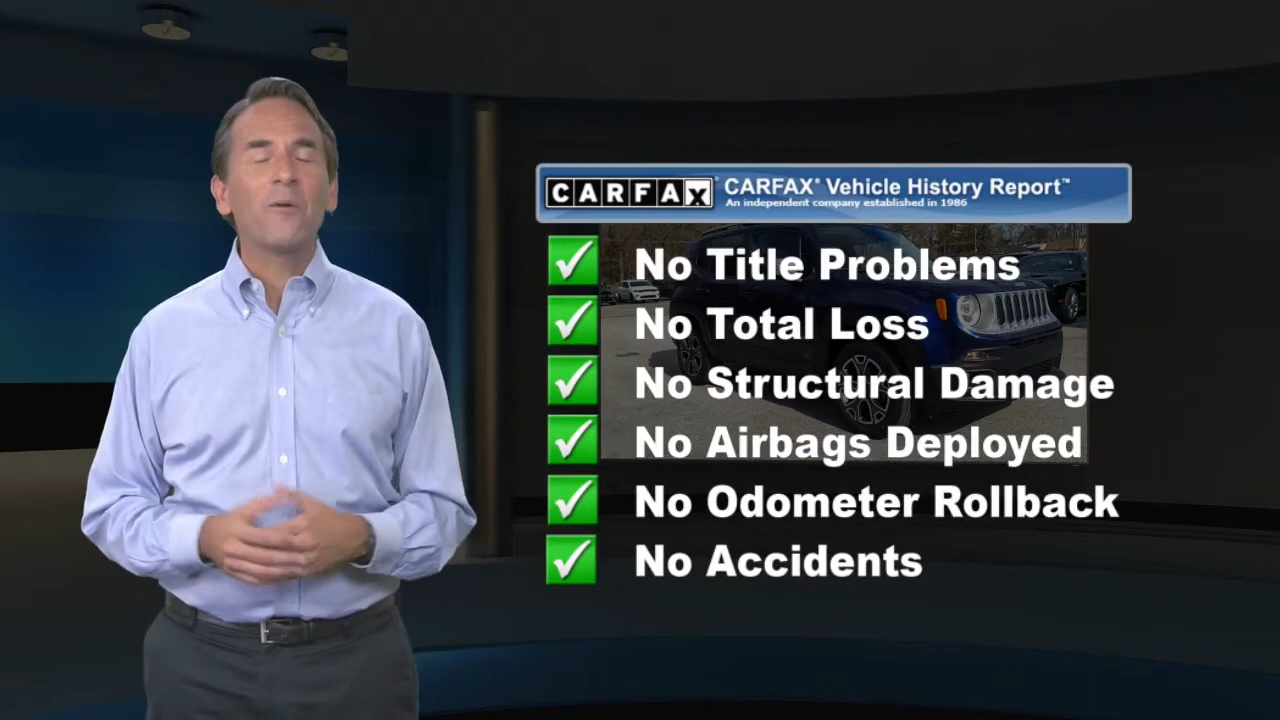 CARFAX® CARFAX® Vehicle History Report™
An independent company established in 1986
No Title Problems
No Total Loss
No Structural Damage
No Airbags Deployed
No Odometer Rollback
No Accidents